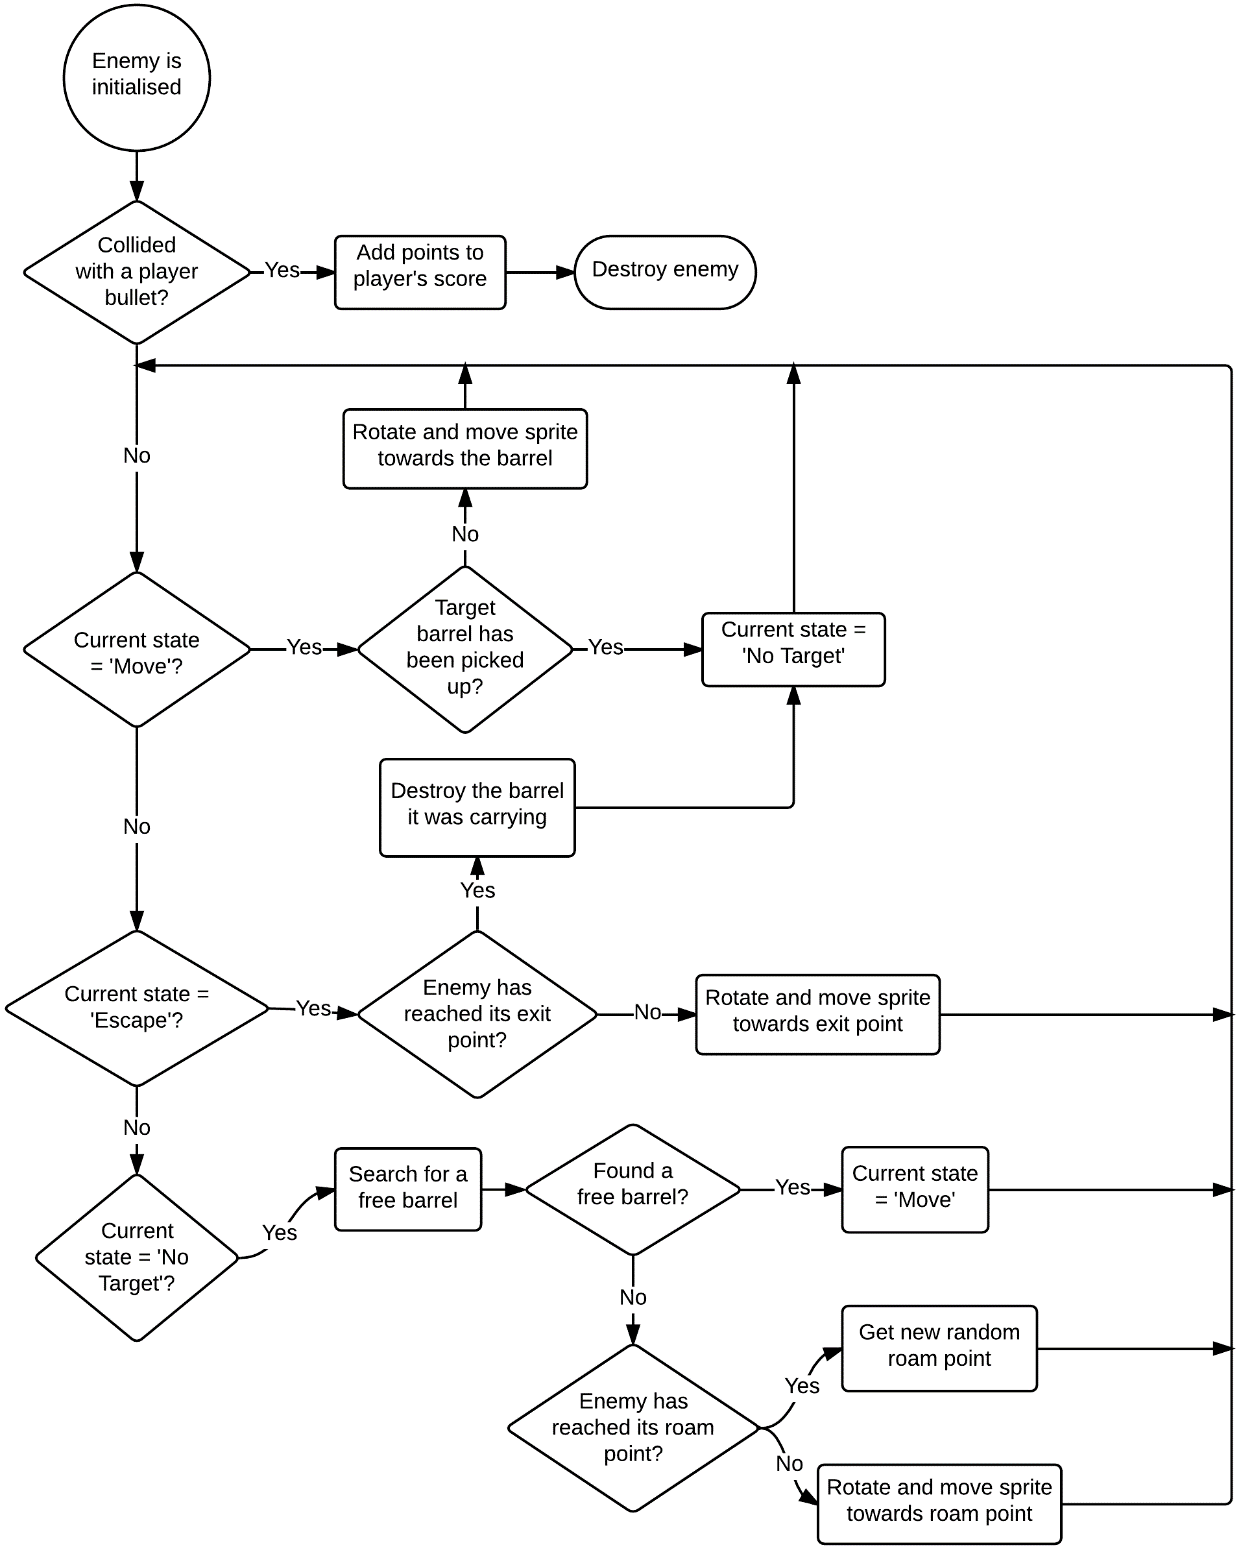 Enemy is
initialised
Collided
with a player
bullet?
Yes
Add points to
player's score
Destroy enemy
No
Rotate and move sprite
towards the barrel
No
Current state
= 'Move'?
Yes
Target
barrel has
been picked
up?
Yes
Current state =
'No Target'
Destroy the barrel
it was carrying
No
Yes
Current state =
'Escape'?
Yes
Enemy has
reached its exit
point?
No
Rotate and move sprite
towards exit point
No
Current
state = 'No
Target'?
Yes
Search for a
free barrel
Found a
free barrel?
Yes
Current state
= 'Move'
No
Enemy has
reached its roam
point?
Yes
Get new random
roam point
No
Rotate and move sprite
towards roam point